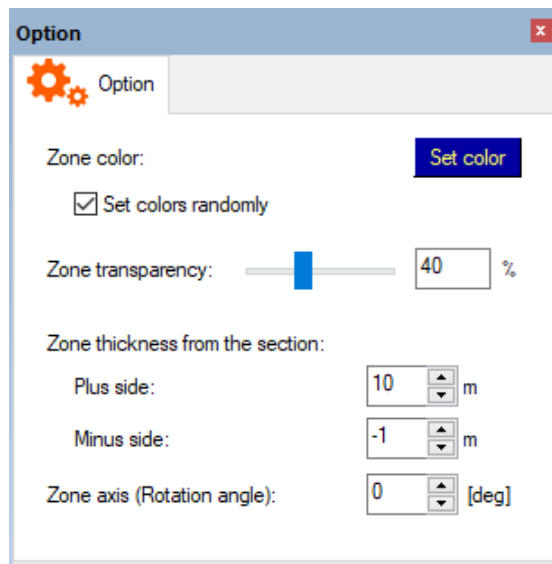 Option
Option
Zone color:
Set color
Set colors randomly
Zone transparency:
40
%
Zone thickness from the section:
Plus side:
10
m
Minus side:
-1
m
Zone axis (Rotation angle):
0
[deg]